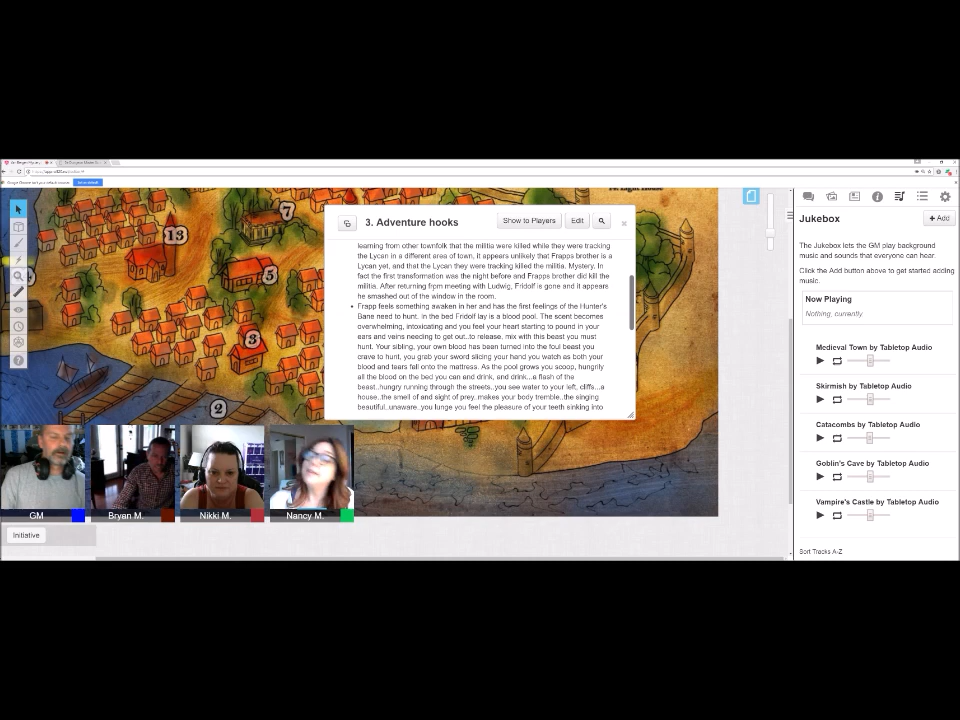 Pt. Light House
7
13
5
3
2
3. Adventure hooks
Show to Players
Edit
learning from other townfolk that the militia were killed while they were tracking
the Lycan in a different area of town, it appears unlikely that Frapps brother is a
Lycan yet, and that the Lycan they were tracking killed the militia. Mystery. In
fact the first transformation was the night before and Frapps brother did kill the
militia. After returning frpm meeting with Ludwig, Fridolf is gone and it appears
he smashed out of the window in the room.
• Frapp feels something awaken in her and has the first feelings of the Hunter's
Bane need to hunt. In the bed Fridolf lay is a blood pool. The scent becomes
overwhelming, intoxicating and you feel your heart starting to pound in your
ears and veins needing to get out..to release, mix with this beast you must
hunt. Your sibling, your own blood has been turned into the foul beast you
crave to hunt, you grab your sword slicing your hand you watch as both your
blood and tears fall onto the mattress. As the pool grows you scoop, hungrily
all the blood on the bed you can and drink, and drink...a flash of the
beast..hungry running through the streets..you see water to your left, cliffs...a
house..the smell of and sight of prey..makes your body tremble..the singing
beautiful..unaware..you lunge you feel the pleasure of your teeth sinking into
GM
Bryan M.
Nikki M.
Nancy M.
Initiative
Jukebox
+ Add
The Jukebox lets the GM play background
music and sounds that everyone can hear.
Click the Add button above to get started adding
music.
Now Playing
Nothing, currently
Medieval Town by Tabletop Audio
Skirmish by Tabletop Audio
Catacombs by Tabletop Audio
Goblin's Cave by Tabletop Audio
Vampire's Castle by Tabletop Audio
Sort Tracks A-Z